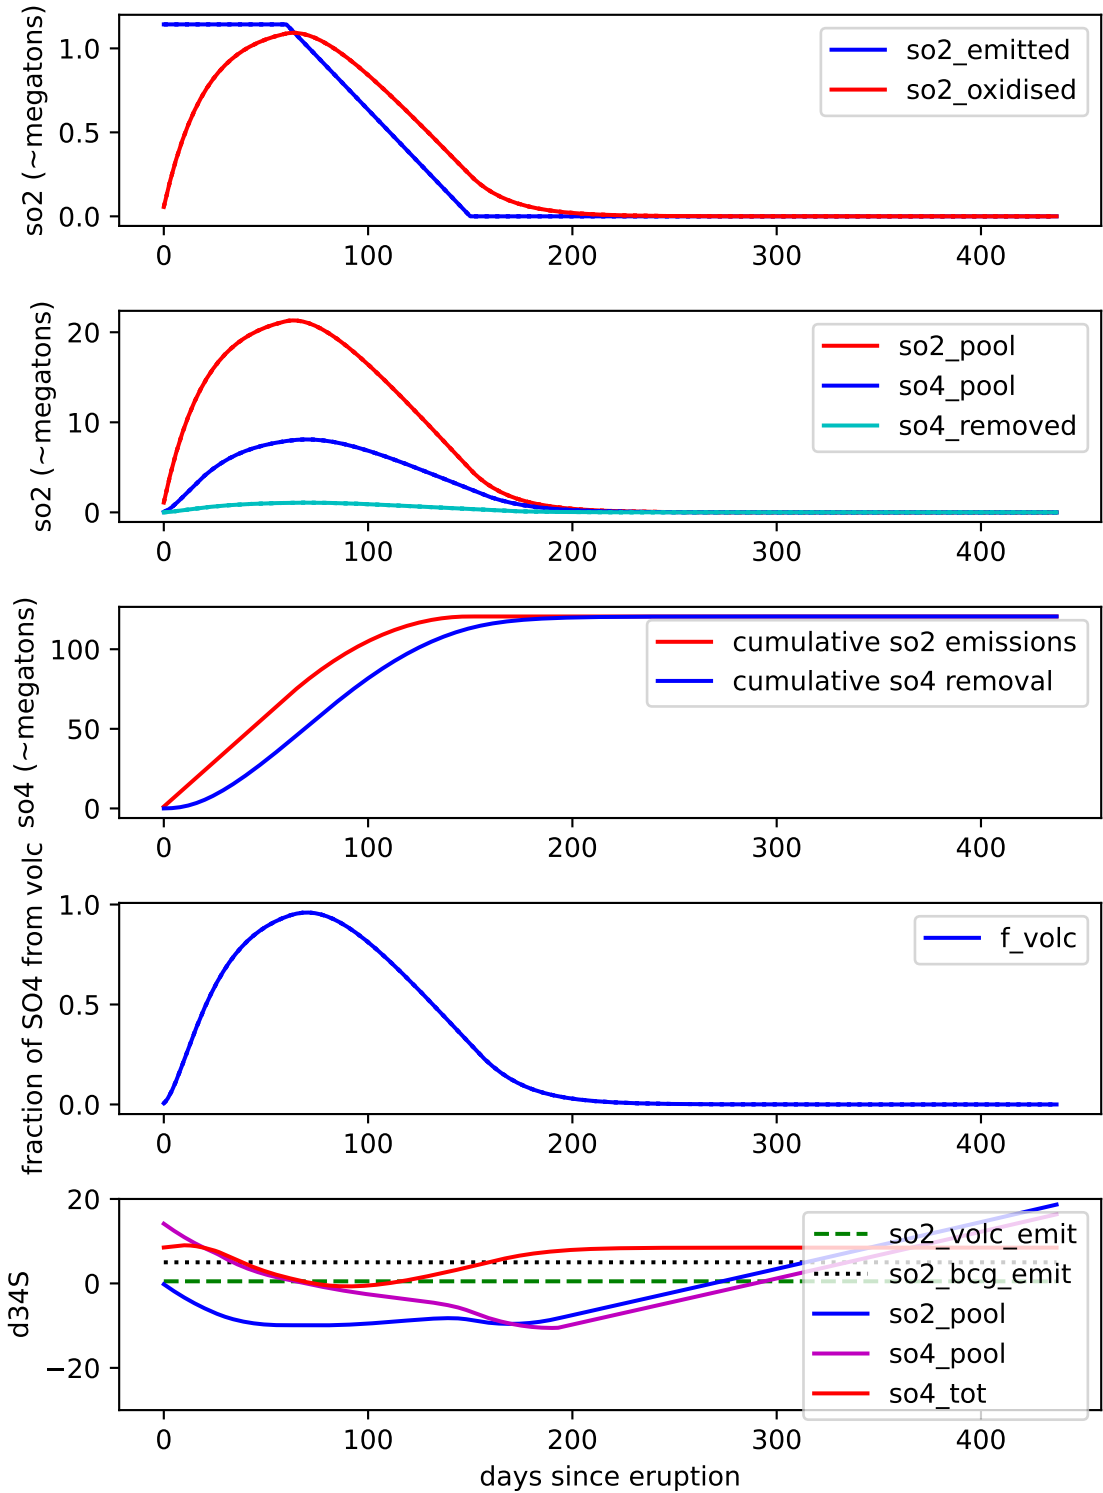 so2 (~megatons)
1.0
0.5
0.0
so2_emitted
so2_oxidised
0 100 200 300 400
so2 (~megatons)
20
10
0
so2_pool
so4_pool
so4_removed
0 100 200 300 400
so4 (~megatons)
100
50
0
cumulative so2 emissions
cumulative so4 removal
0 100 200 300 400
fraction of SO4 from volc
1.0
0.5
0.0
f_volc
0 100 200 300 400
d34S
20
0
−20
so2_volc_emit
so2_bcg_emit
so2_pool
so4_pool
so4_tot
0 100 200 300 400
days since eruption